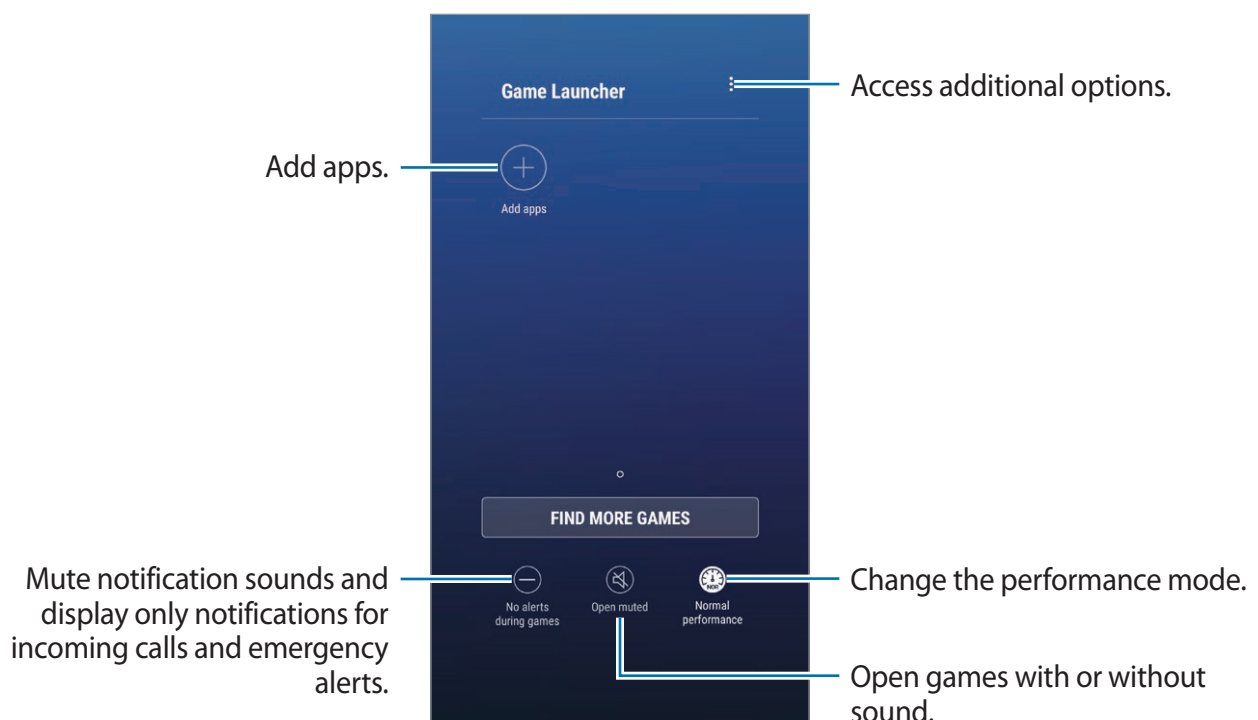 Game Launcher
Access additional options.
Add apps.
Add apps
FIND MORE GAMES
Mute notification sounds and
display only notifications for
incoming calls and emergency
alerts.
No alerts
during games
Open muted
NOR
Normal
performance
Change the performance mode.
Open games with or without
sound.